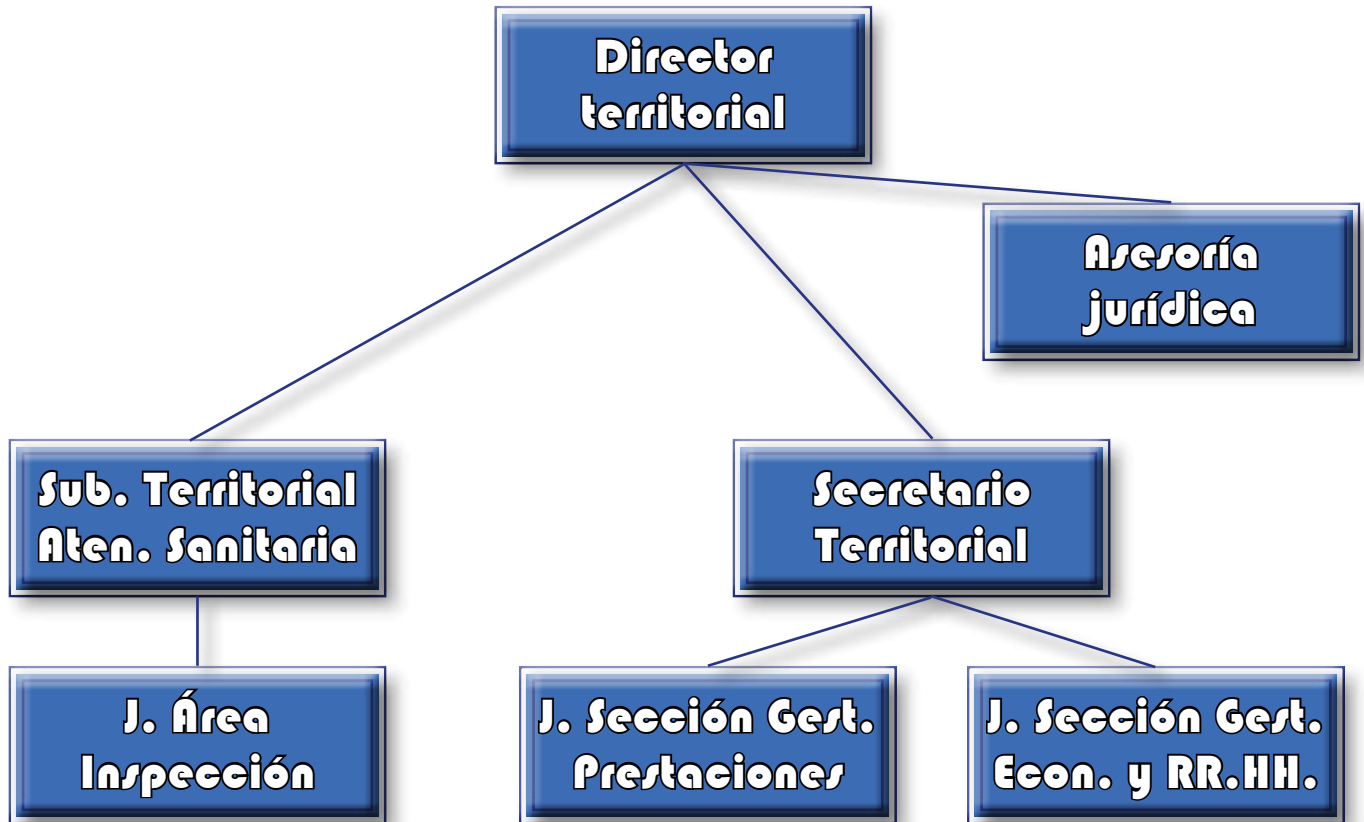 Director
territorial
Asesoría
jurídica
Sub. Territorial
Aten. Sanitaria
Secretario
Territorial
J. Área
Inspección
J. Sección Gest.
Prestaciones
J. Sección Gest.
Econ. y RR.HH.